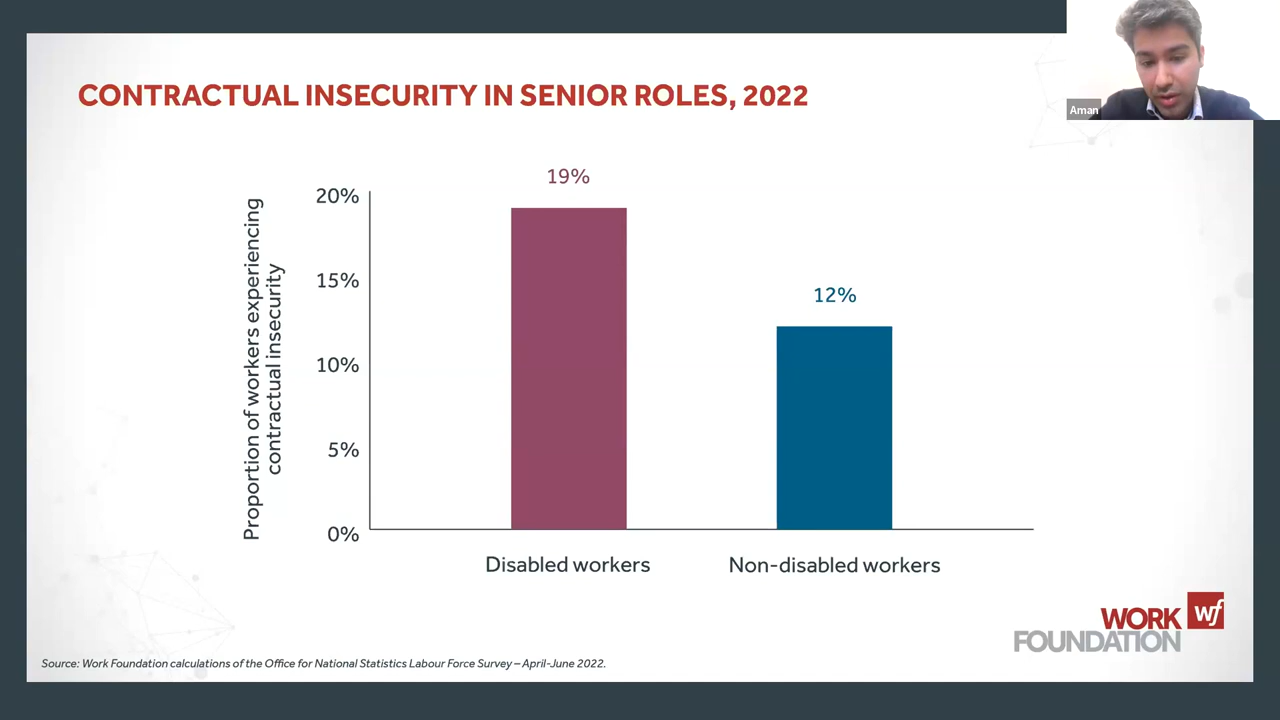 CONTRACTUAL INSECURITY IN SENIOR ROLES, 2022
Aman
Proportion of workers experiencing
contractual insecurity
20%
15%
10%
5%
0%
19%
12%
Disabled workers
Non-disabled workers
WORK
FOUNDATION
wf
Source: Work Foundation calculations of the Office for National Statistics Labour Force Survey – April-June 2022.